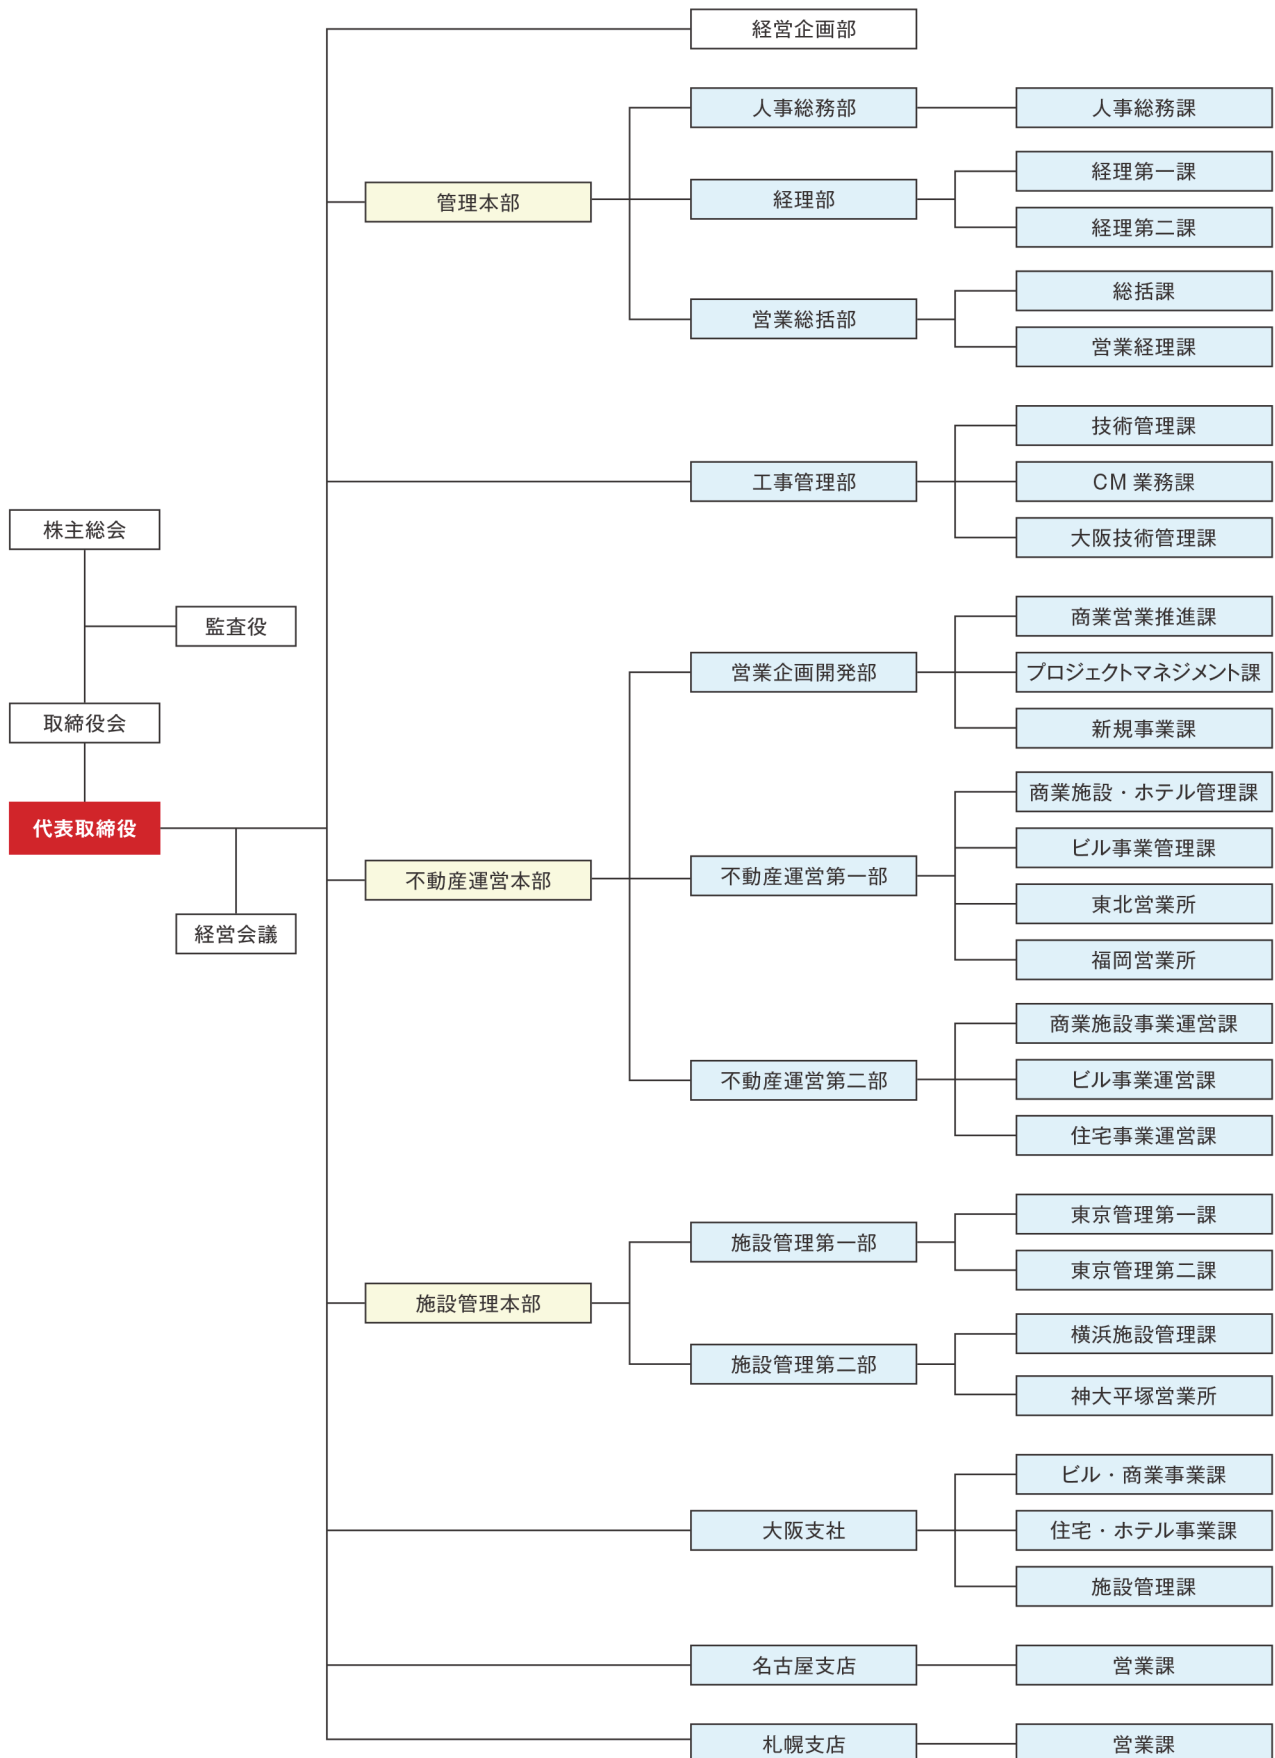 株主総会
監査役
取締役会
代表取締役
経営会議
経営企画部
管理本部
人事総務部
人事総務課
経理部
経理第一課
経理第二課
営業総括部
総括課
営業経理課
工事管理部
技術管理課
CM 業務課
大阪技術管理課
不動産運営本部
営業企画開発部
商業営業推進課
プロジェクトマネジメント課
新規事業課
不動産運営第一部
商業施設・ホテル管理課
ビル事業管理課
東北営業所
福岡営業所
不動産運営第二部
商業施設事業運営課
ビル事業運営課
住宅事業運営課
施設管理本部
施設管理第一部
東京管理第一課
東京管理第二課
施設管理第二部
横浜施設管理課
神大平塚営業所
大阪支社
ビル・商業事業課
住宅・ホテル事業課
施設管理課
名古屋支店
営業課
札幌支店
営業課